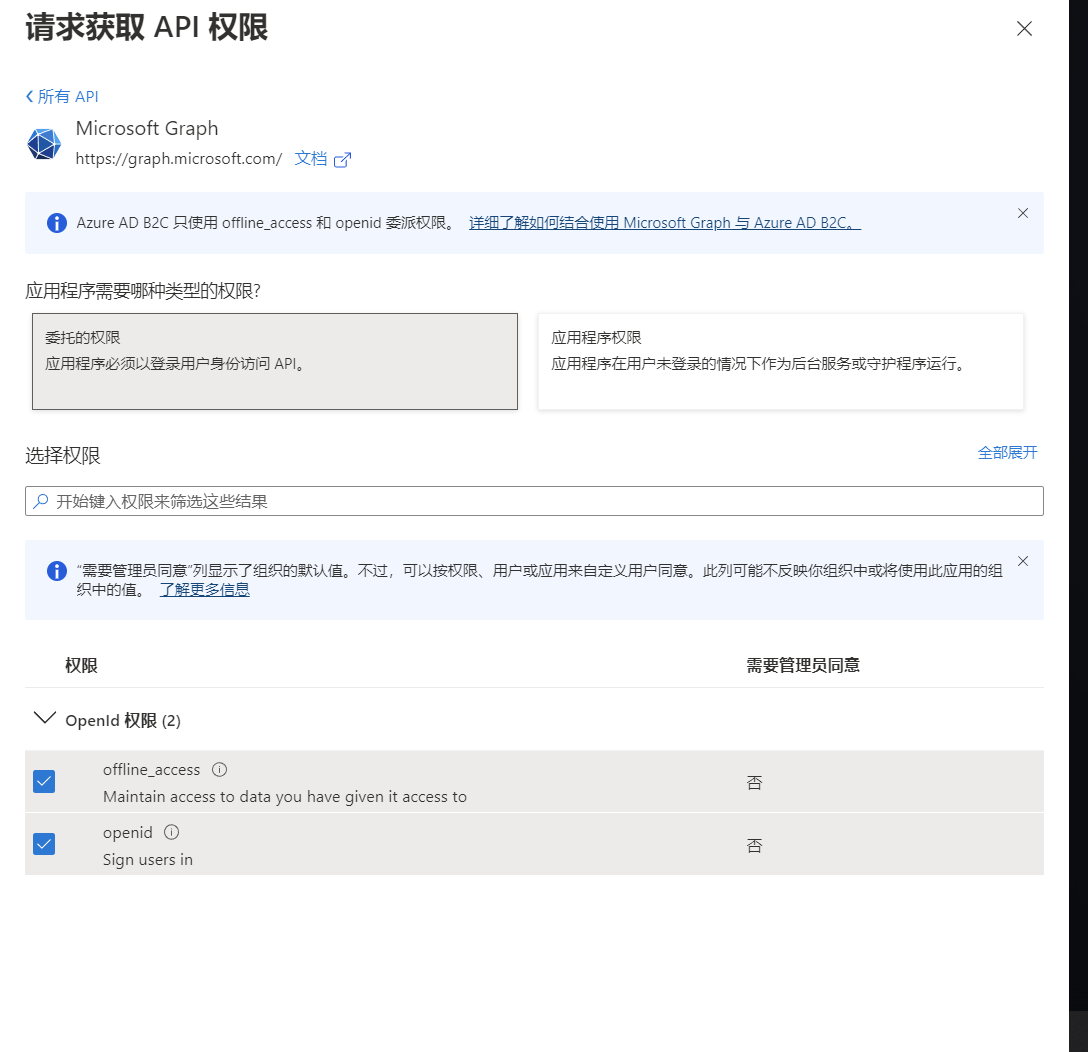 请求获取 API 权限
所有 API
Microsoft Graph
https://graph.microsoft.com/ 文档
Azure AD B2C 只使用 offline_access 和 openid 委派权限。 详细了解如何结合使用 Microsoft Graph 与 Azure AD B2C。
应用程序需要哪种类型的权限?
委托的权限
应用程序必须以登录用户身份访问 API。
应用程序权限
应用程序在用户未登录的情况下作为后台服务或守护程序运行。
选择权限
全部展开
开始键入权限来筛选这些结果
“需要管理员同意”列显示了组织的默认值。不过，可以按权限、用户或应用来自定义用户同意。此列可能不反映你组织中或将使用此应用的组
织中的值。 了解更多信息
权限 需要管理员同意
OpenId 权限 (2)
offline_access
Maintain access to data you have given it access to
否
openid
Sign users in
否